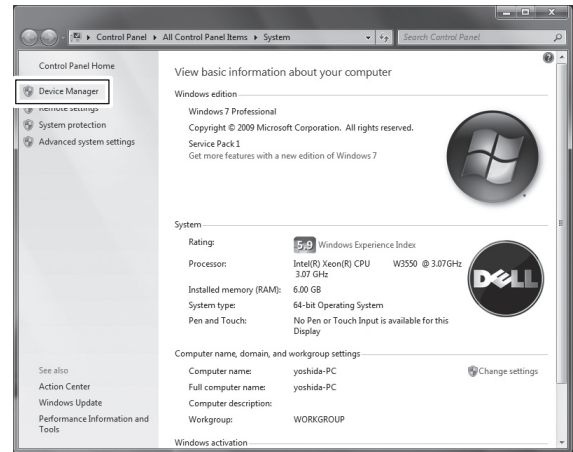 Control Panel ▸ All Control Panel Items ▸ System
Search Control Panel
Control Panel Home
Device Manager
Remote settings
System protection
Advanced system settings
See also
Action Center
Windows Update
Performance Information and
Tools
View basic information about your computer
Windows edition
Windows 7 Professional
Copyright © 2009 Microsoft Corporation. All rights reserved.
Service Pack 1
Get more features with a new edition of Windows 7
System
Rating: 5,9 Windows Experience Index
Processor: Intel(R) Xeon(R) CPU W3550 @ 3.07GHz
3.07 GHz
Installed memory (RAM): 6.00 GB
System type: 64-bit Operating System
Pen and Touch: No Pen or Touch Input is available for this
Display
DELL
Computer name, domain, and workgroup settings
Computer name: yoshida-PC Change settings
Full computer name: yoshida-PC
Computer description:
Workgroup: WORKGROUP
Windows activation